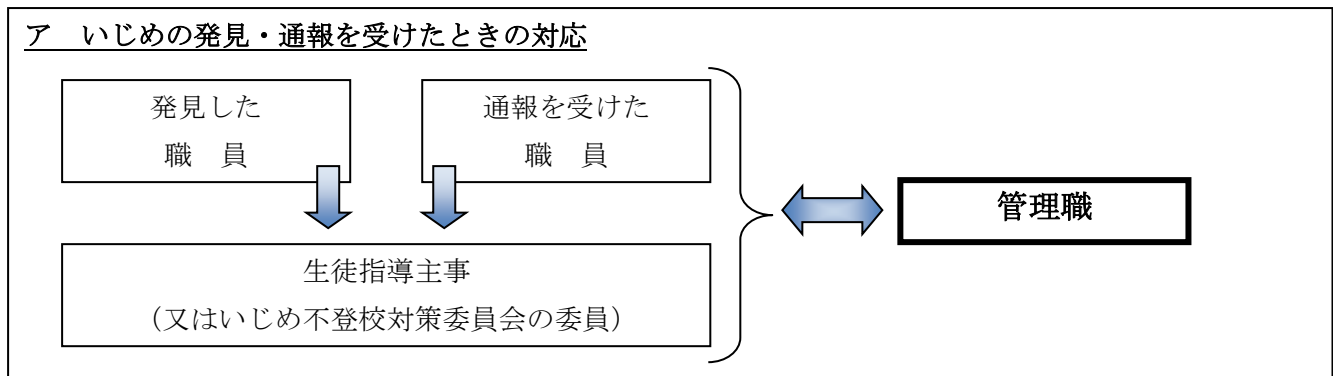 ア　いじめの発見・通報を受けたときの対応
発見した
職　員
通報を受けた
職　員
管理職
生徒指導主事
（又はいじめ不登校対策委員会の委員）